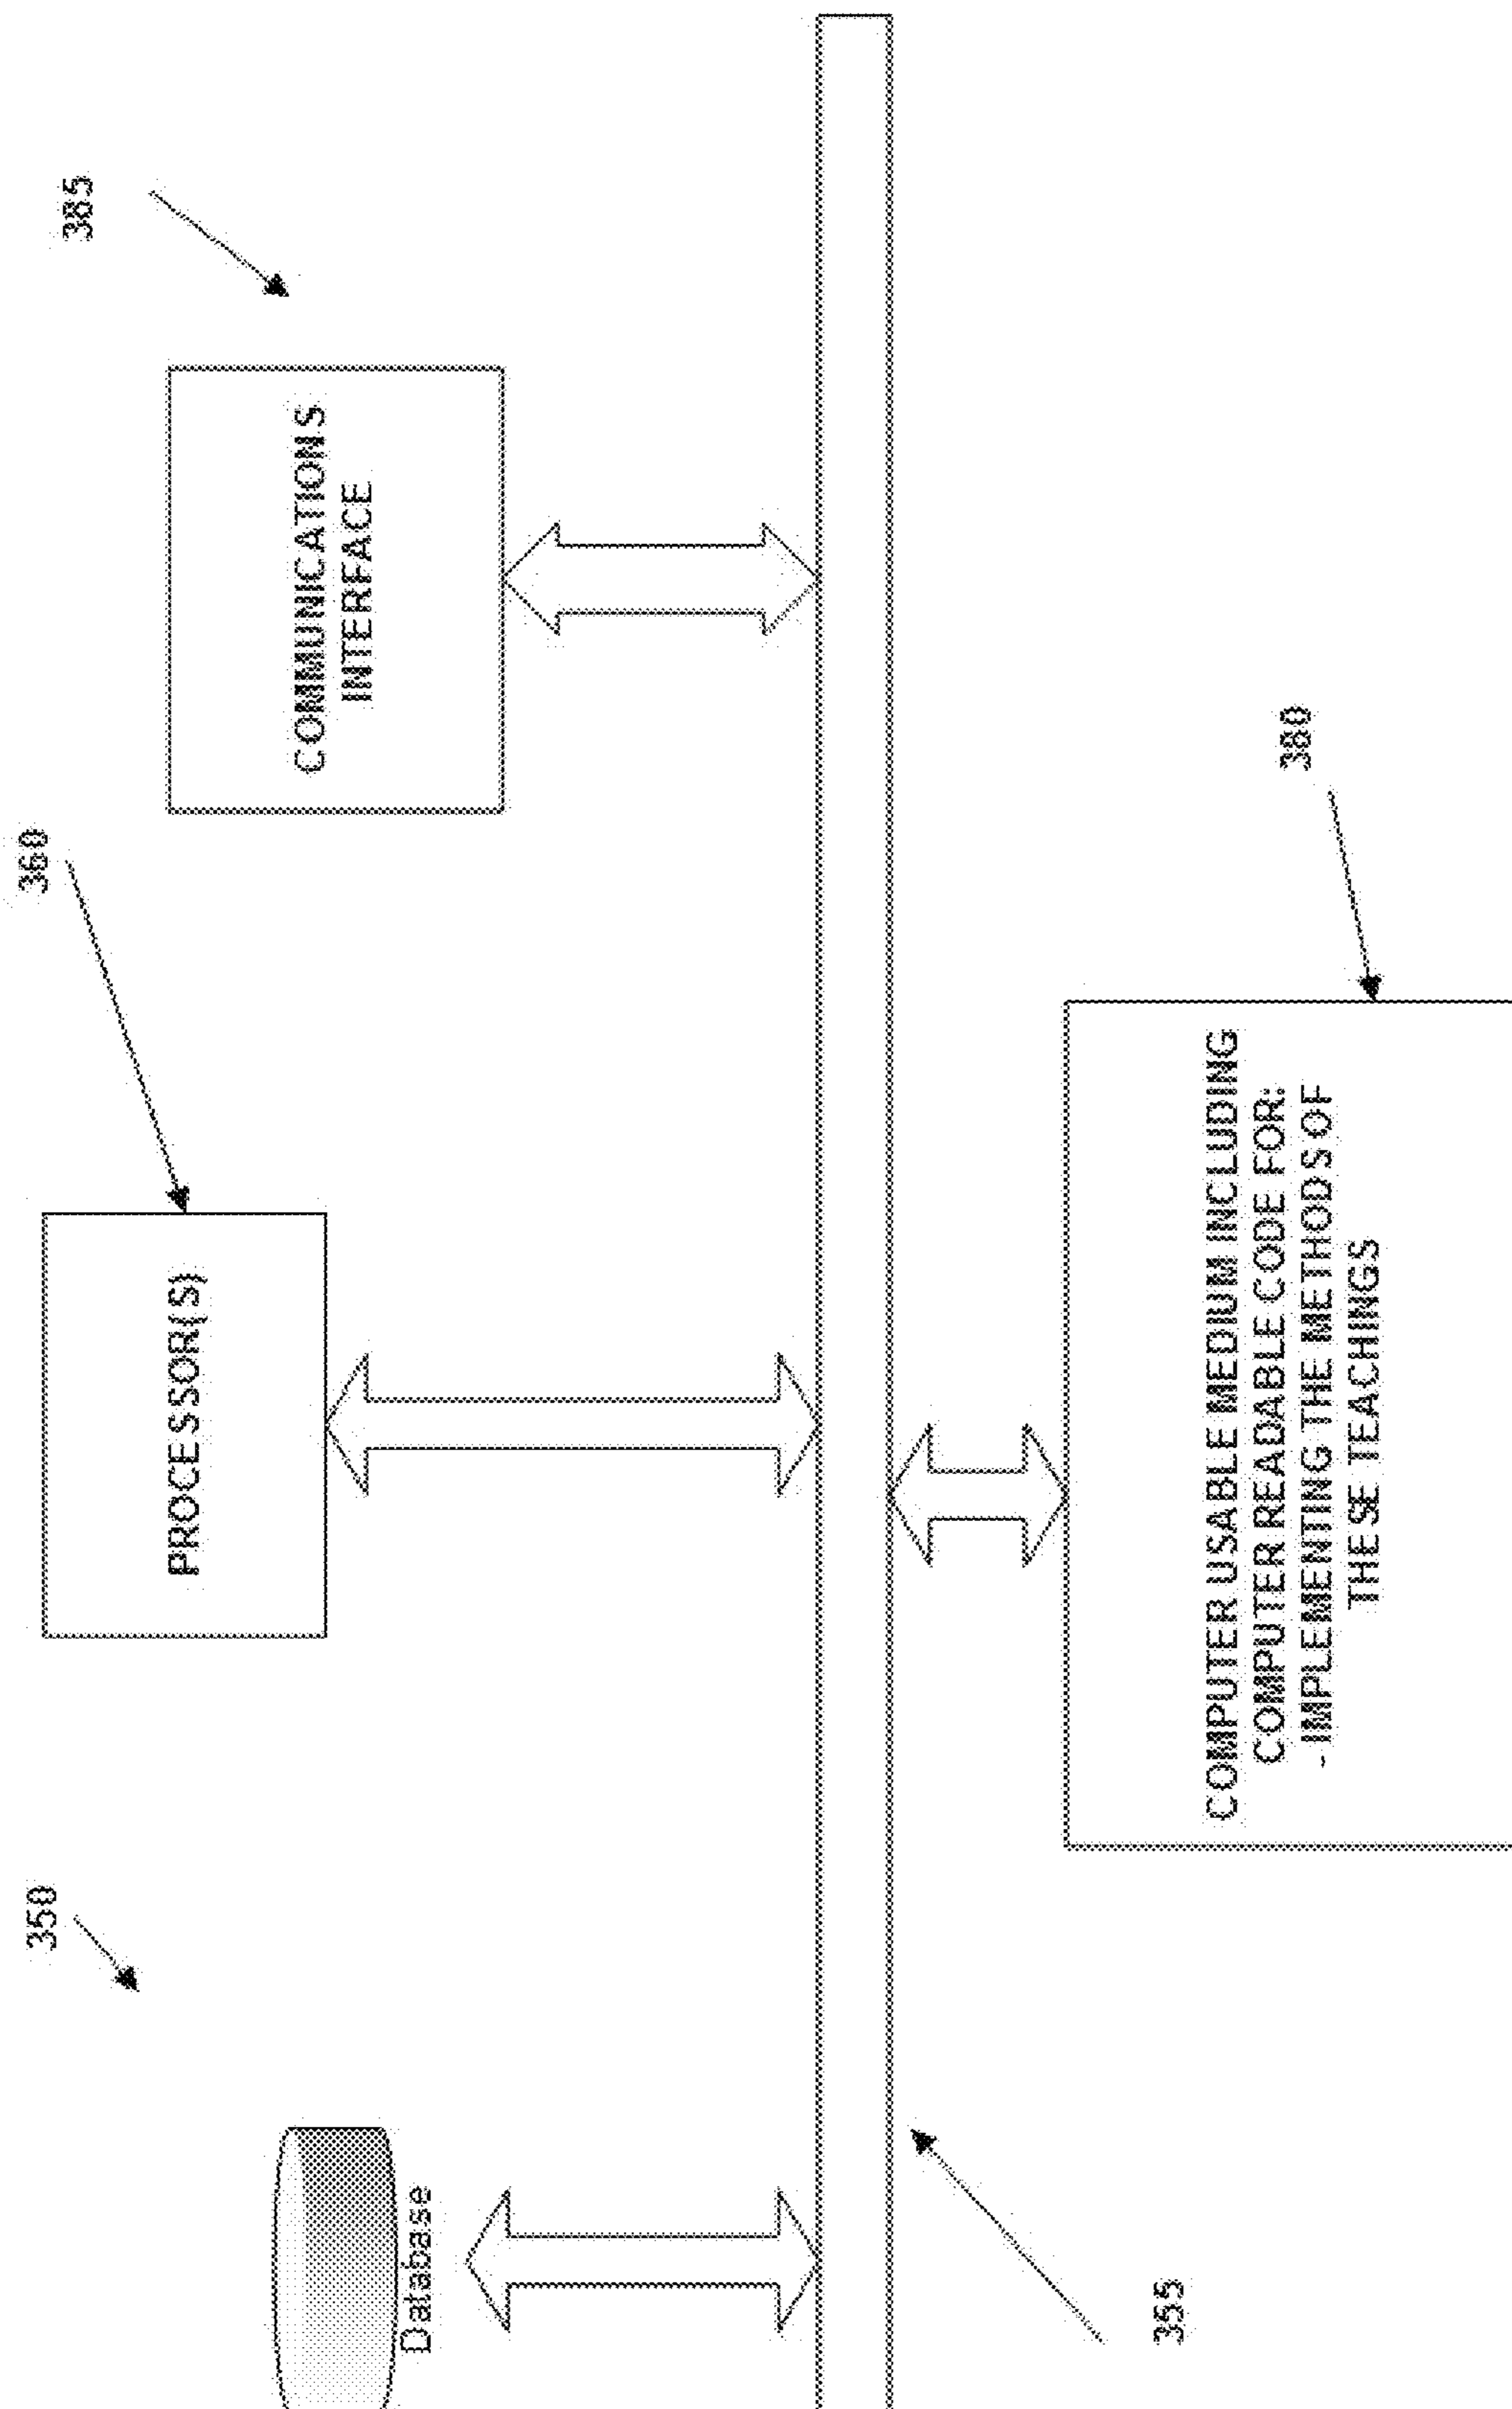 350
360
385
PROCESSOR(S)
COMMUNICATIONS
INTERFACE
Database
355
380
COMPUTER USABLE MEDIUM INCLUDING
COMPUTER READABLE CODE FOR:
- IMPLEMENTING THE METHODS OF
THESE TEACHINGS